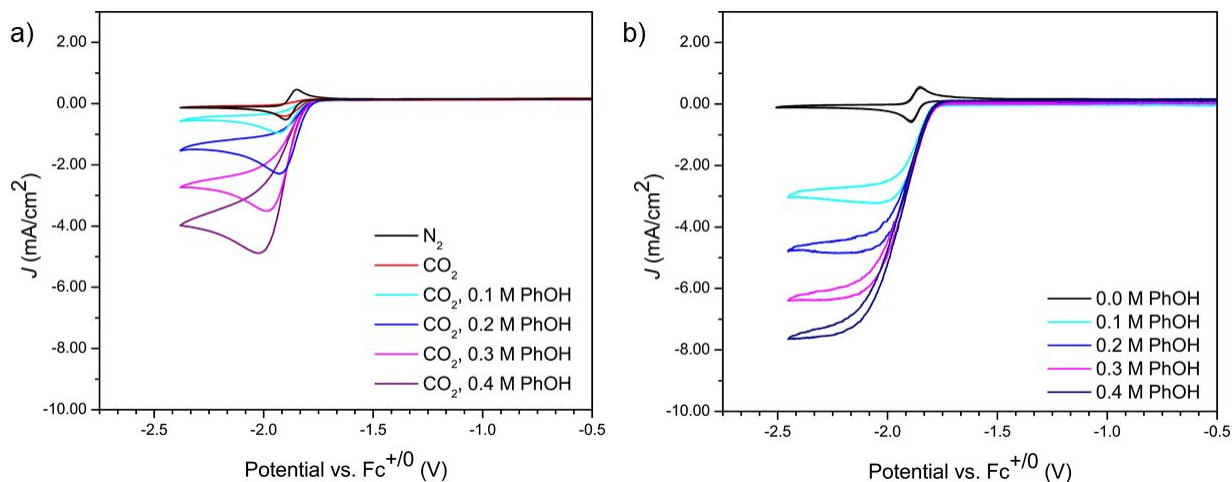 a)
2.00
0.00
-2.00
-4.00
-6.00
-8.00
-10.00
J (mA/cm²)
N₂
CO₂
CO₂, 0.1 M PhOH
CO₂, 0.2 M PhOH
CO₂, 0.3 M PhOH
CO₂, 0.4 M PhOH
-2.5 -2.0 -1.5 -1.0 -0.5
Potential vs. Fc⁺/⁰ (V)
b)
2.00
0.00
-2.00
-4.00
-6.00
-8.00
-10.00
J (mA/cm²)
0.0 M PhOH
0.1 M PhOH
0.2 M PhOH
0.3 M PhOH
0.4 M PhOH
-2.5 -2.0 -1.5 -1.0 -0.5
Potential vs. Fc⁺/⁰ (V)